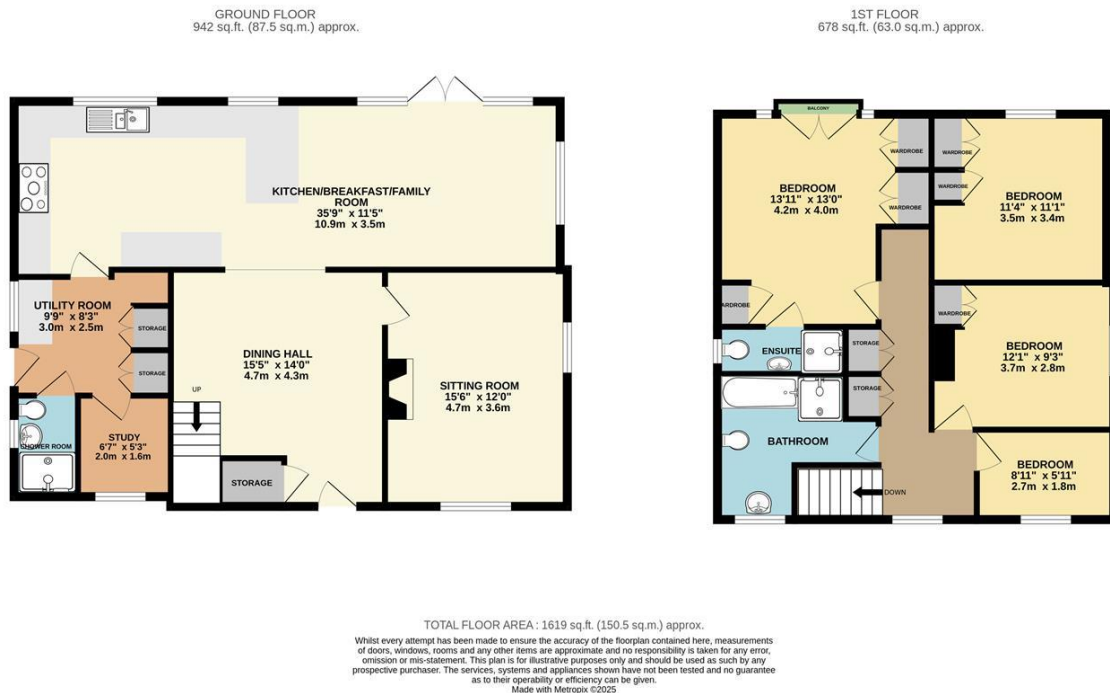 GROUND FLOOR
942 sq.ft. (87.5 sq.m.) approx.
1ST FLOOR
678 sq.ft. (63.0 sq.m.) approx.
KITCHEN/BREAKFAST/FAMILY
ROOM
35'9" x 11'5"
10.9m x 3.5m
UTILITY ROOM
9'9" x 8'3"
3.0m x 2.5m
STORAGE
STORAGE
DINING HALL
15'5" x 14'0"
4.7m x 4.3m
UP
SITTING ROOM
15'6" x 12'0"
4.7m x 3.6m
SHOWER ROOM
STUDY
6'7" x 5'3"
2.0m x 1.6m
STORAGE
BALCONY
WARDROBE
WARDROBE
BEDROOM
13'11" x 13'0"
4.2m x 4.0m
WARDROBE
WARDROBE
BEDROOM
11'4" x 11'1"
3.5m x 3.4m
WARDROBE
WARDROBE
ENSUITE
STORAGE
STORAGE
BEDROOM
12'1" x 9'3"
3.7m x 2.8m
BATHROOM
DOWN
BEDROOM
8'11" x 5'11"
2.7m x 1.8m
TOTAL FLOOR AREA : 1619 sq.ft. (150.5 sq.m.) approx.
Whilst every attempt has been made to ensure the accuracy of the floorplan contained here, measurements
of doors, windows, rooms and any other items are approximate and no responsibility is taken for any error,
omission or mis-statement. This plan is for illustrative purposes only and should be used as such by any
prospective purchaser. The services, systems and appliances shown have not been tested and no guarantee
as to their operability or efficiency can be given.
Made with Metropix ©2025